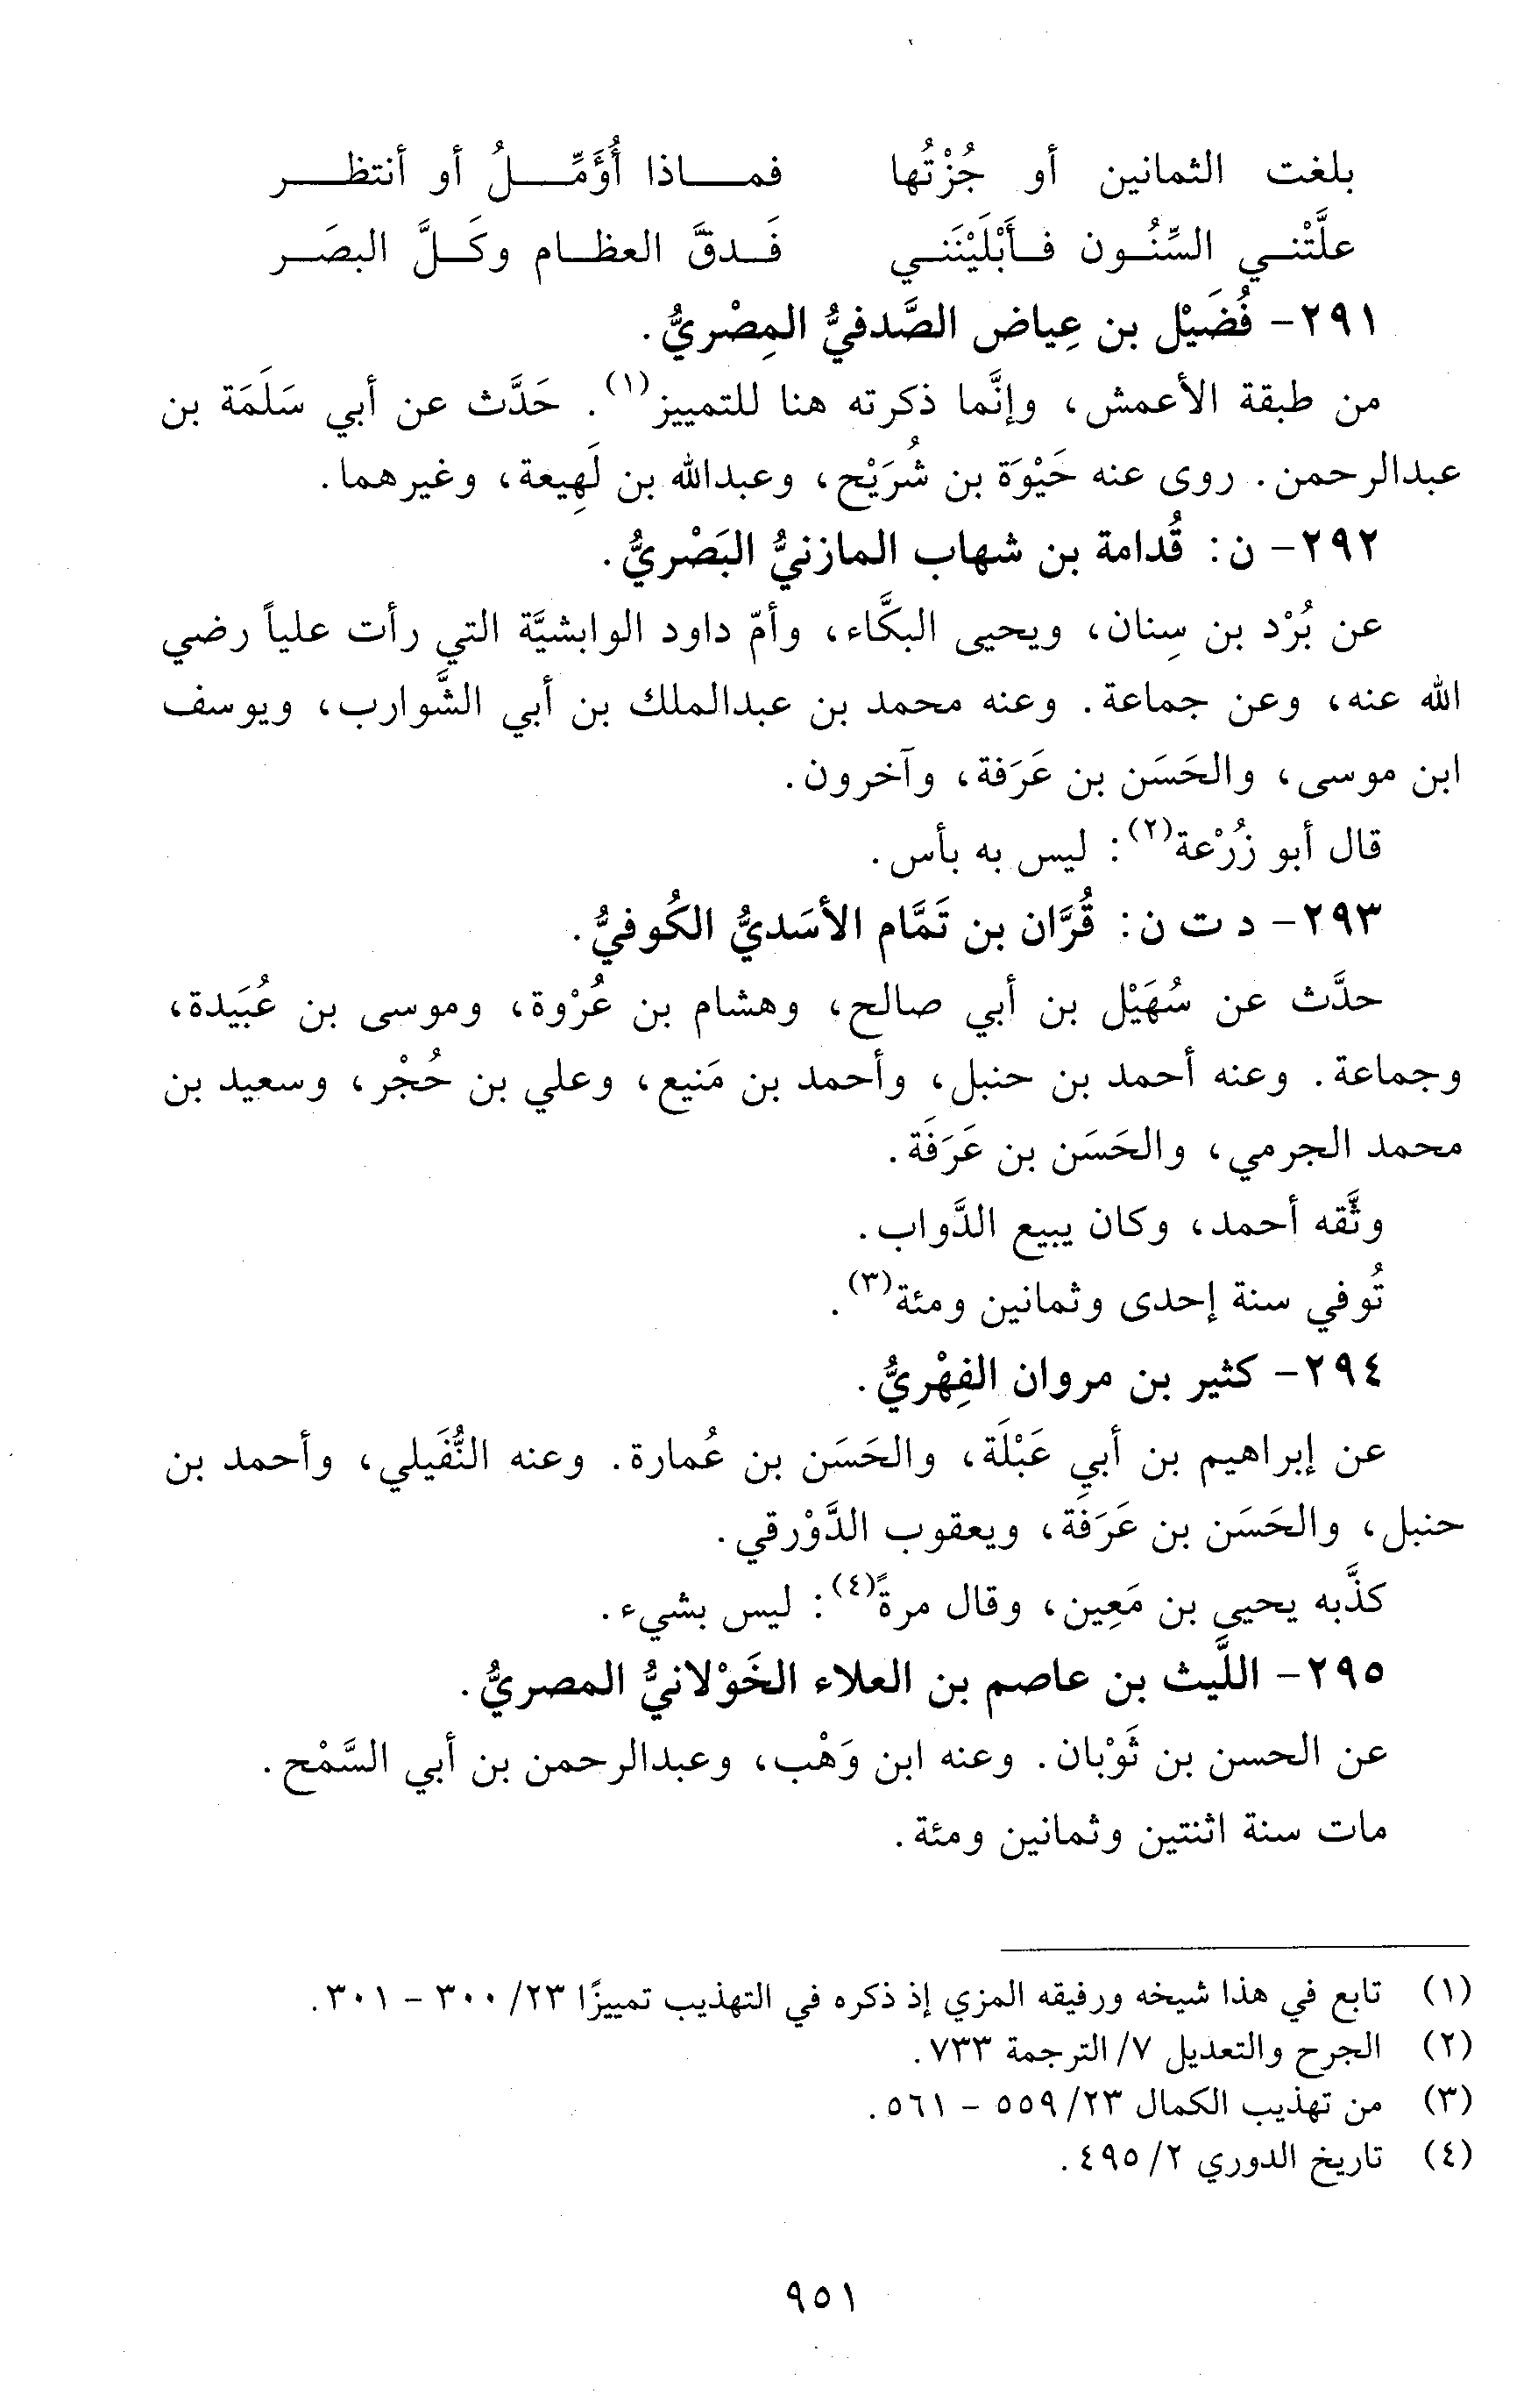 بلغت الثمانين أو جُزْتُها فمــاذا أُؤَمِّــلُ أو أنتظــر
علَّتْنـي السِّنُـون فـأَبْلَيْنَنـي فَـدقَّ العظـام وكَـلَّ البصَـر
٢٩١- فُضَيْل بن عِياض الصَّدفيُّ المِصْريُّ.
من طبقة الأعمش، وإنَّما ذكرته هنا للتمييز(١). حَدَّث عن أبي سَلَمَة بن
عبدالرحمن. روى عنه حَيْوَة بن شُرَيْح، وعبدالله بن لَهِيعة، وغيرهما.
٢٩٢- ن: قُدامة بن شهاب المازنيُّ البَصْريُّ.
عن بُرْد بن سِنان، ويحيى البكَّاء، وأمّ داود الوابشيَّة التي رأت علياً رضي
الله عنه، وعن جماعة. وعنه محمد بن عبدالملك بن أبي الشَّوارب، ويوسف
ابن موسى، والحَسَن بن عَرَفة، وآخرون.
قال أبو زُرْعة(٢): ليس به بأس.
٢٩٣- د ت ن: قُرَّان بن تَمَّام الأسَديُّ الكُوفيُّ.
حدَّث عن سُهَيْل بن أبي صالح، وهشام بن عُرْوة، وموسى بن عُبَيدة،
وجماعة. وعنه أحمد بن حنبل، وأحمد بن مَنيع، وعلي بن حُجْر، وسعيد بن
محمد الجرمي، والحَسَن بن عَرَفَة.
وثَّقه أحمد، وكان يبيع الدَّواب.
تُوفي سنة إحدى وثمانين ومئة(٣).
٢٩٤- كثير بن مروان الفِهْريُّ.
عن إبراهيم بن أبي عَبْلَة، والحَسَن بن عُمارة. وعنه النُّفَيلي، وأحمد بن
حنبل، والحَسَن بن عَرَفَة، ويعقوب الدَّوْرقي.
كذَّبه يحيى بن مَعِين، وقال مرةً(٤): ليس بشيء.
٢٩٥- اللَّيث بن عاصم بن العلاء الخَوْلانيُّ المصريُّ.
عن الحسن بن ثَوْبان. وعنه ابن وَهْب، وعبدالرحمن بن أبي السَّمْح.
مات سنة اثنتين وثمانين ومئة.
(١) تابع في هذا شيخه ورفيقه المزي إذ ذكره في التهذيب تمييزًا ٢٣/ ٣٠٠ - ٣٠١.
(٢) الجرح والتعديل ٧/ الترجمة ٧٣٣.
(٣) من تهذيب الكمال ٢٣/ ٥٥٩ - ٥٦١.
(٤) تاريخ الدوري ٢/ ٤٩٥.
٩٥١